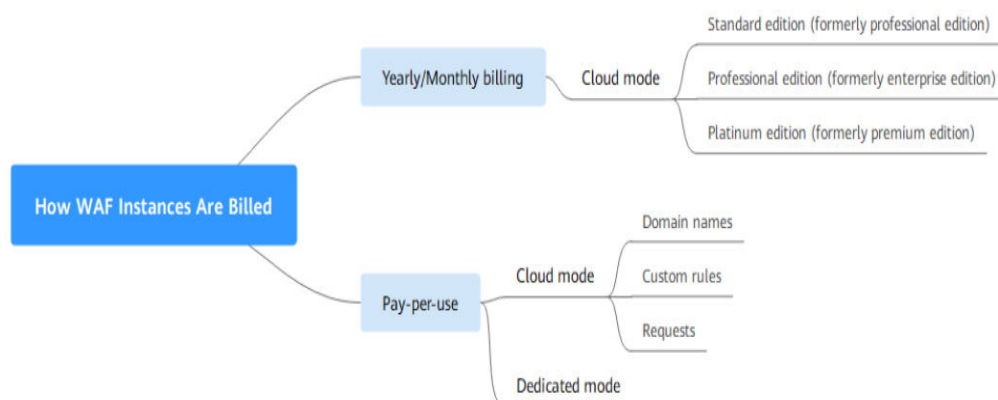 How WAF Instances Are Billed
Yearly/Monthly billing
Cloud mode
Standard edition (formerly professional edition)
Professional edition (formerly enterprise edition)
Platinum edition (formerly premium edition)
Pay-per-use
Cloud mode
Domain names
Custom rules
Requests
Dedicated mode